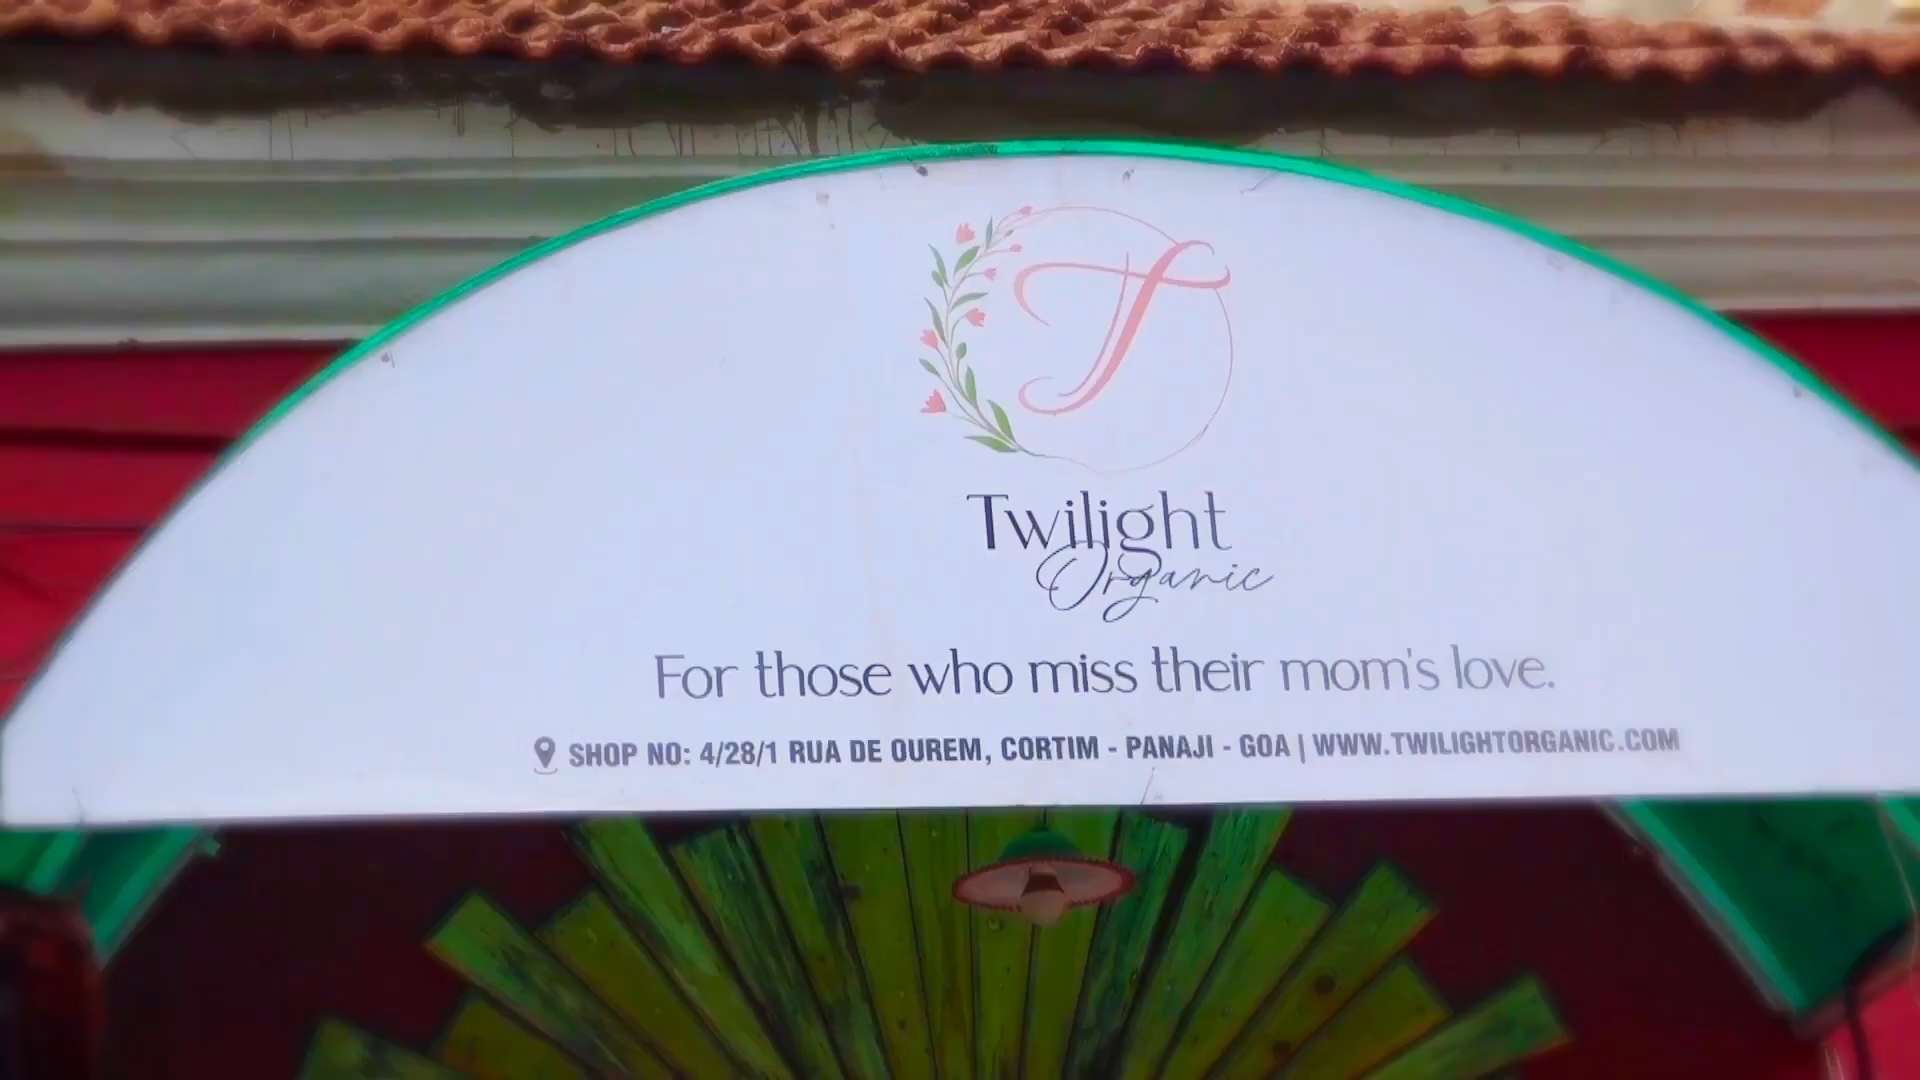 T
Twilight
Organic
For those who miss their mom's love.
SHOP NO: 4/28/1 RUA DE OUREM, CORTIM - PANAJI - GOA | WWW.TWILIGHTORGANIC.COM